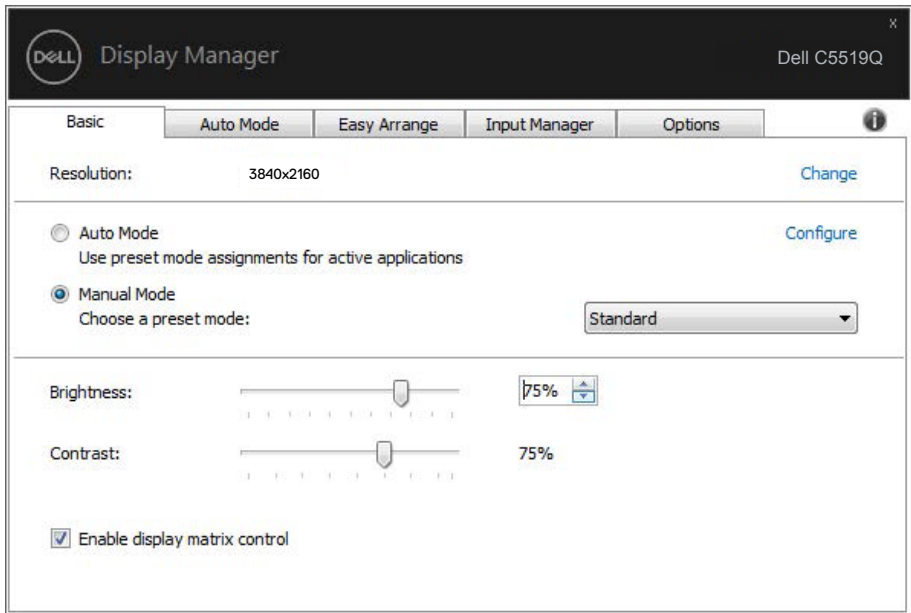 x
DELL Display Manager Dell C5519Q
Basic Auto Mode Easy Arrange Input Manager Options i
Resolution: 3840x2160 Change
Auto Mode Configure
Use preset mode assignments for active applications
Manual Mode
Choose a preset mode: Standard
Brightness: 75%
Contrast: 75%
Enable display matrix control